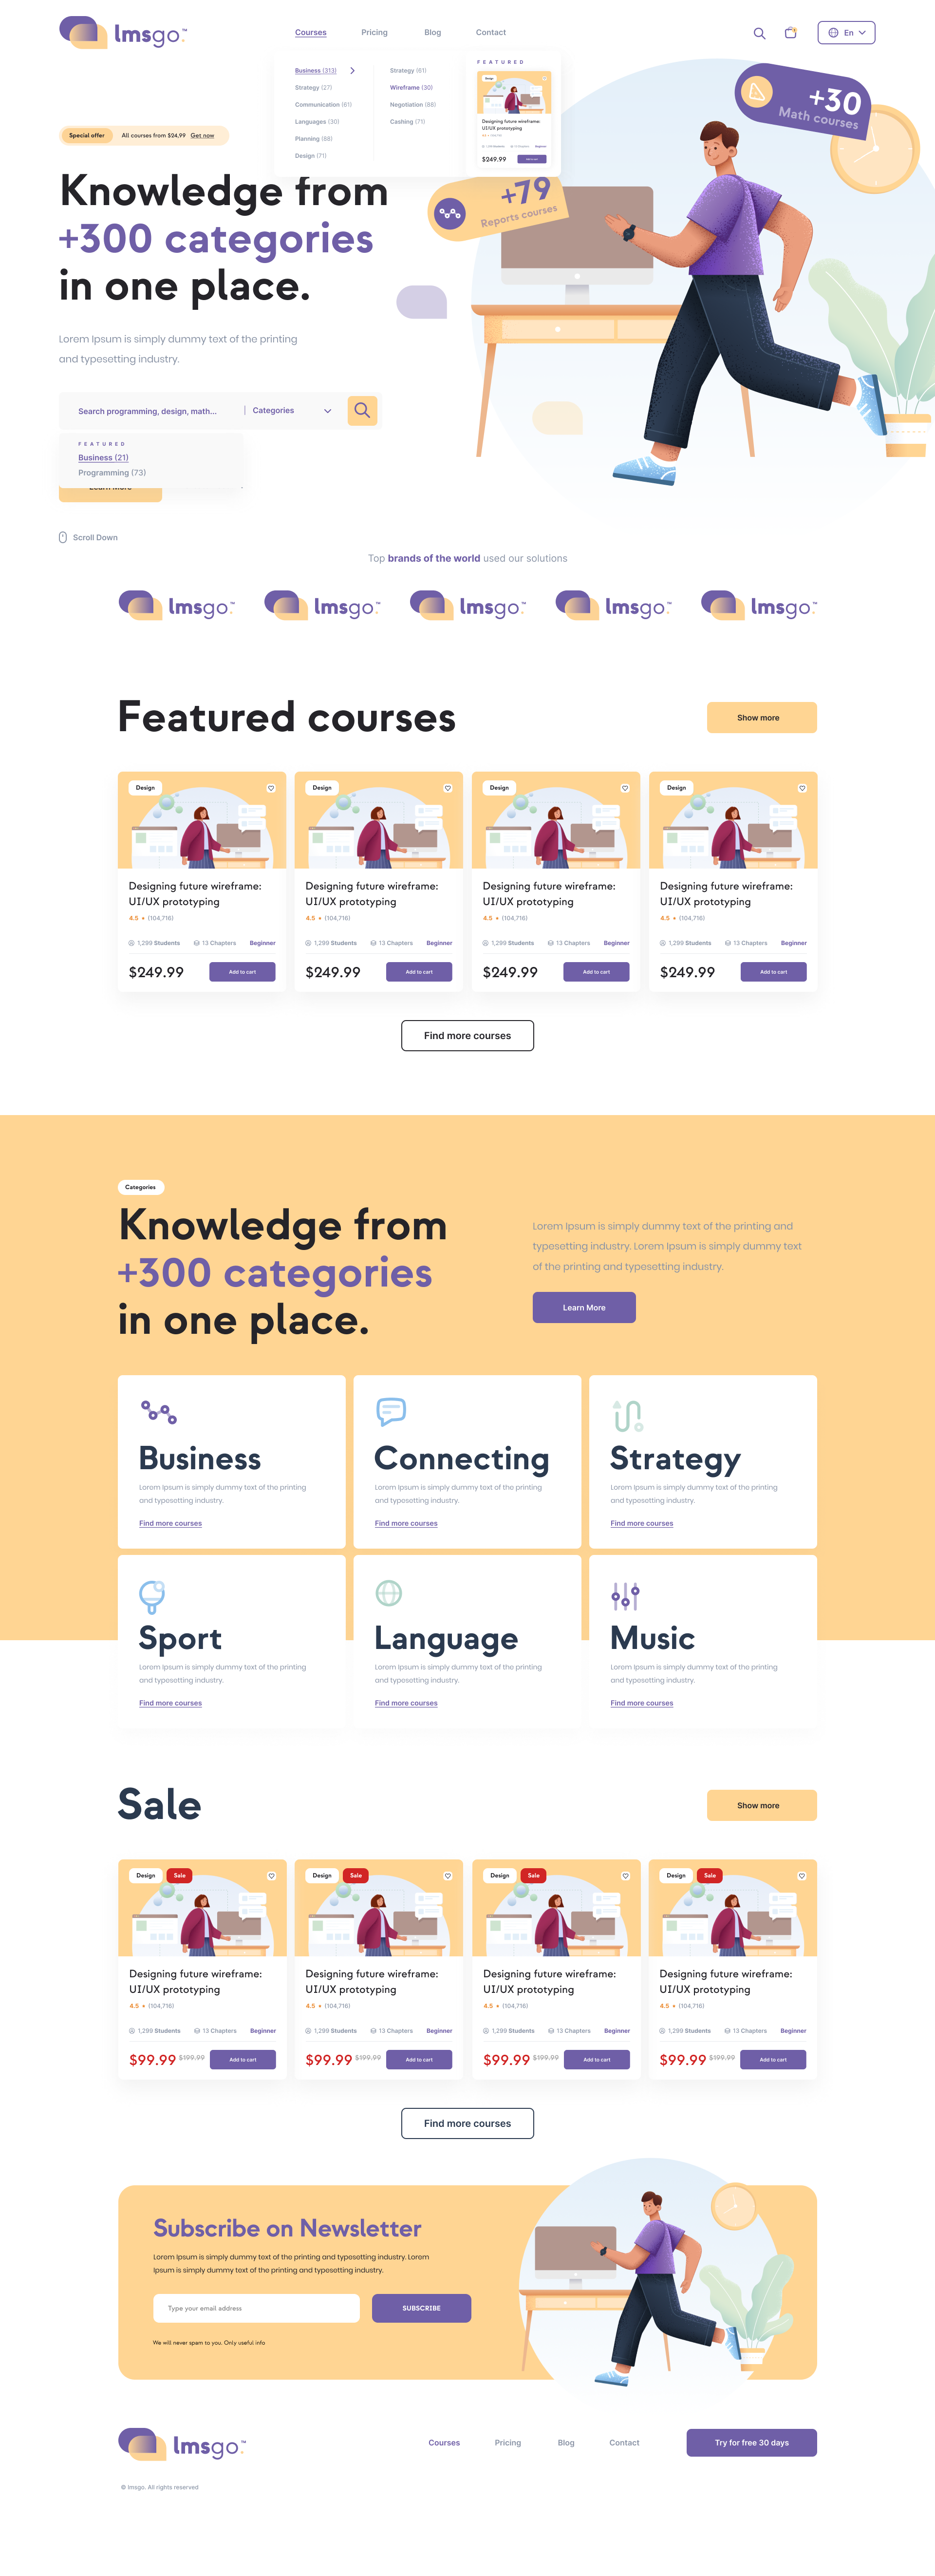 lmsgo.™
Courses
Pricing
Blog
Contact
En
Business (313)
Strategy (27)
Communication (61)
Languages (30)
Planning (88)
Design (71)
Strategy (61)
Wireframe (30)
Negotiation (88)
Cashing (71)
FEATURED
Design
Designing future wireframe:
UI/UX prototyping
$249.99
+30
Math courses
Special offer
All courses from $24,99 Get now
Knowledge from
+300 categories
in one place.
+79
Reports courses
Lorem Ipsum is simply dummy text of the printing
and typesetting industry.
Search programming, design, math...
Categories
FEATURED
Business (21)
Programming (73)
Learn More
Scroll Down
Top brands of the world used our solutions
lmsgo.™ lmsgo.™ lmsgo.™ lmsgo.™ lmsgo.™
Featured courses
Show more
Design Design Design Design
Designing future wireframe: Designing future wireframe: Designing future wireframe: Designing future wireframe:
UI/UX prototyping UI/UX prototyping UI/UX prototyping UI/UX prototyping
4.5 (104,716) 4.5 (104,716) 4.5 (104,716) 4.5 (104,716)
1,299 Students 13 Chapters Beginner 1,299 Students 13 Chapters Beginner 1,299 Students 13 Chapters Beginner 1,299 Students 13 Chapters Beginner
$249.99 Add to cart $249.99 Add to cart $249.99 Add to cart $249.99 Add to cart
Find more courses
Categories
Knowledge from
+300 categories
in one place.
Lorem Ipsum is simply dummy text of the printing and
typesetting industry. Lorem Ipsum is simply dummy text
of the printing and typesetting industry.
Learn More
Business
Lorem Ipsum is simply dummy text of the printing
and typesetting industry.
Find more courses
Connecting
Lorem Ipsum is simply dummy text of the printing
and typesetting industry.
Find more courses
Strategy
Lorem Ipsum is simply dummy text of the printing
and typesetting industry.
Find more courses
Sport
Lorem Ipsum is simply dummy text of the printing
and typesetting industry.
Find more courses
Language
Lorem Ipsum is simply dummy text of the printing
and typesetting industry.
Find more courses
Music
Lorem Ipsum is simply dummy text of the printing
and typesetting industry.
Find more courses
Sale
Show more
Design Sale Design Sale Design Sale Design Sale
Designing future wireframe: Designing future wireframe: Designing future wireframe: Designing future wireframe:
UI/UX prototyping UI/UX prototyping UI/UX prototyping UI/UX prototyping
4.5 (104,716) 4.5 (104,716) 4.5 (104,716) 4.5 (104,716)
1,299 Students 13 Chapters Beginner 1,299 Students 13 Chapters Beginner 1,299 Students 13 Chapters Beginner 1,299 Students 13 Chapters Beginner
$99.99 $199.99 Add to cart $99.99 $199.99 Add to cart $99.99 $199.99 Add to cart $99.99 $199.99 Add to cart
Find more courses
Subscribe on Newsletter
Lorem Ipsum is simply dummy text of the printing and typesetting industry. Lorem
Ipsum is simply dummy text of the printing and typesetting industry.
Type your email address
SUBSCRIBE
We will never spam to you. Only useful info
lmsgo.™
Courses
Pricing
Blog
Contact
Try for free 30 days
© lmsgo. All rights reserved